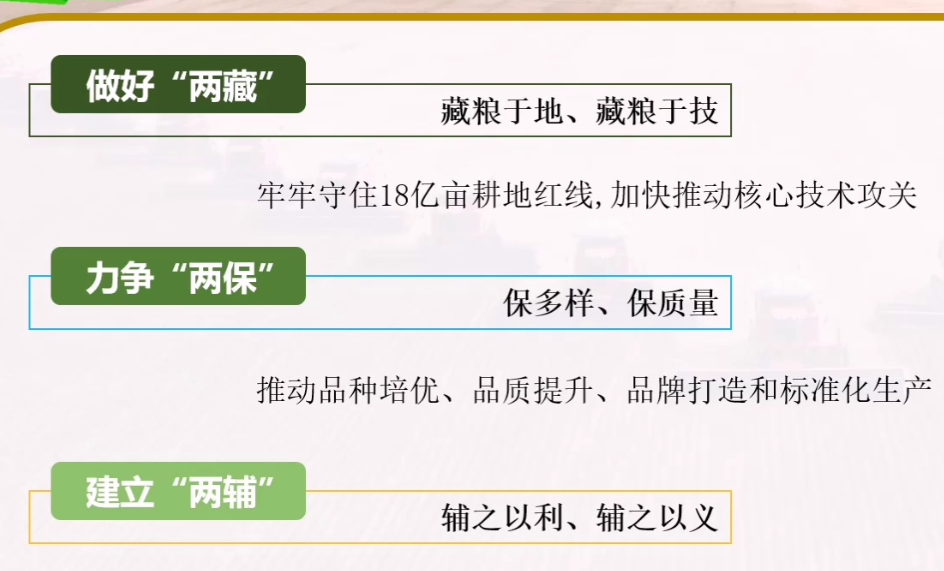 做好“两藏”
藏粮于地、藏粮于技
牢牢守住18亿亩耕地红线,加快推动核心技术攻关
力争“两保”
保多样、保质量
推动品种培优、品质提升、品牌打造和标准化生产
建立“两辅”
辅之以利、辅之以义